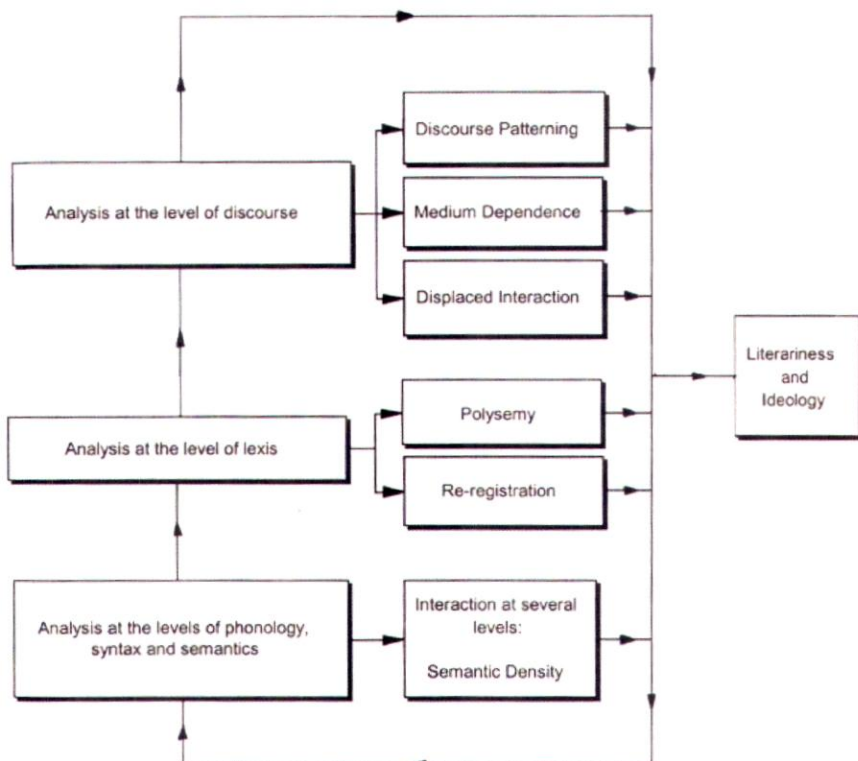 Discourse Patterning
Analysis at the level of discourse
Medium Dependence
Displaced Interaction
Literariness
and
Ideology
Polysemy
Analysis at the level of lexis
Re-registration
Interaction at several
levels:
Semantic Density
Analysis at the levels of phonology,
syntax and semantics